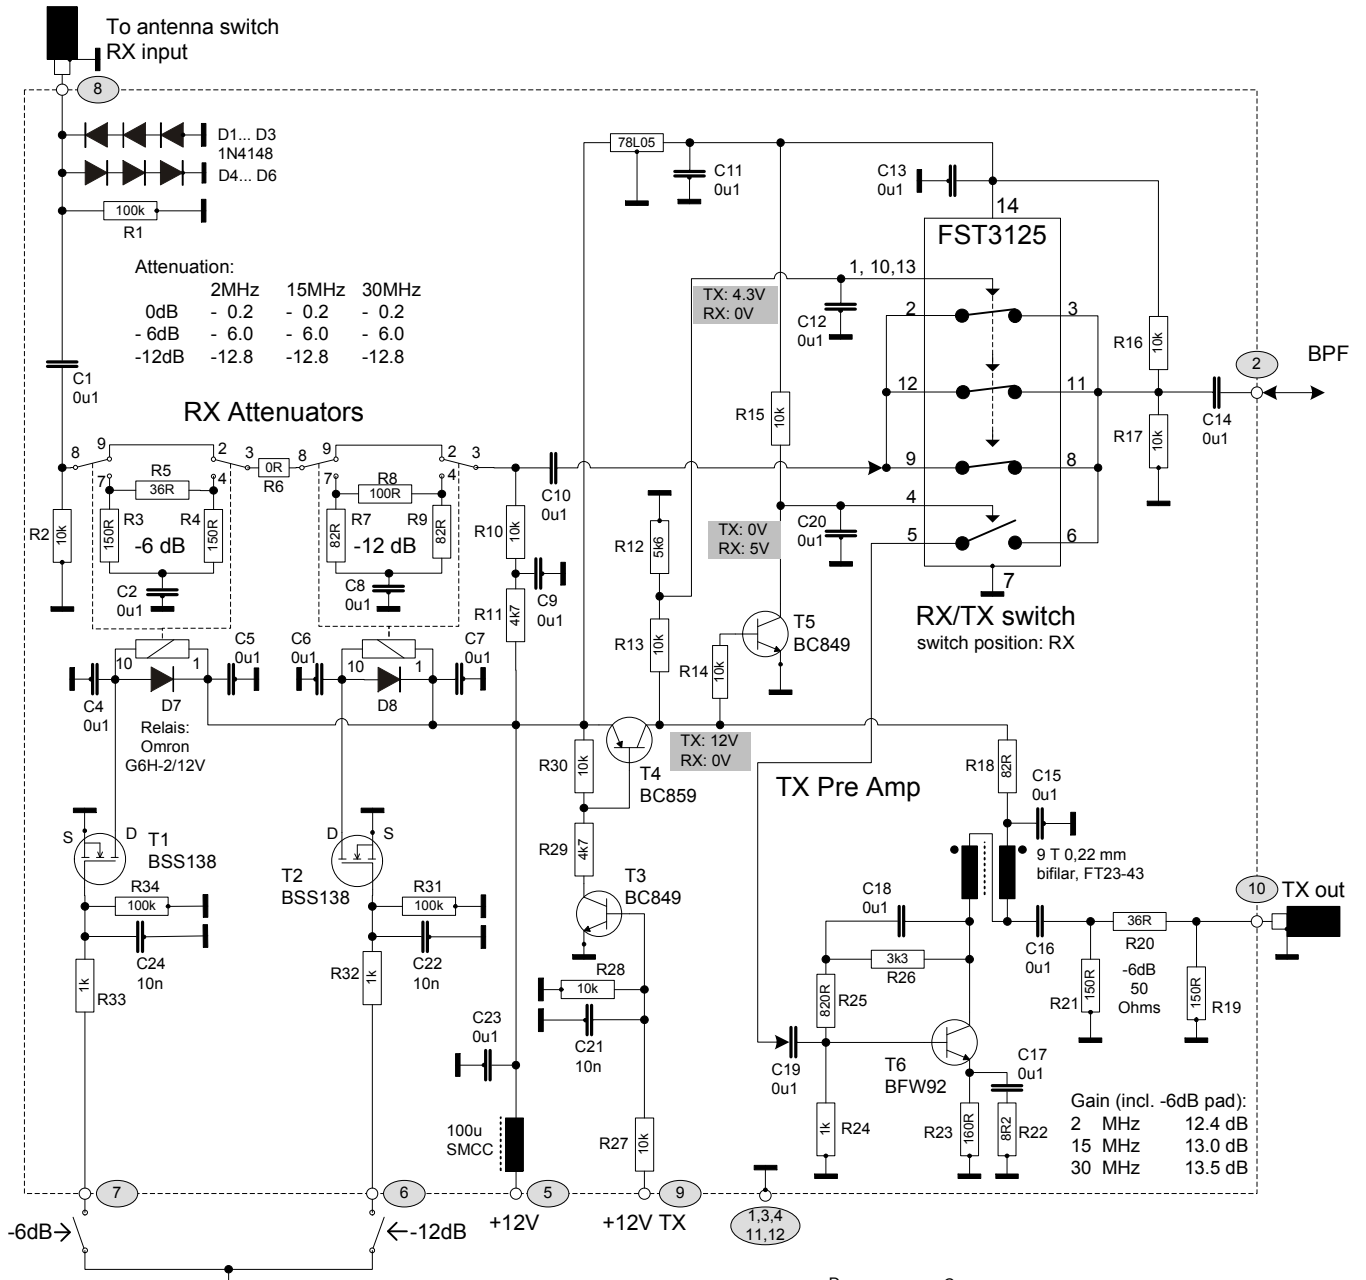 To antenna switch
RX input
8
D1... D3
1N4148
D4... D6
100k
R1
78L05
C11
0u1
C13
0u1
14
FST3125
Attenuation:
2MHz 15MHz 30MHz
0dB - 0.2 - 0.2 - 0.2
- 6dB - 6.0 - 6.0 - 6.0
-12dB -12.8 -12.8 -12.8
1, 10,13
TX: 4.3V
RX: 0V
C12
0u1
2
3
R16
10k
2
BPF
C1
0u1
RX Attenuators
12
11
R15
10k
R17
10k
C14
0u1
8
9
2
3
0R
R6
8
9
2
3
7
R5
36R
4
7
R8
100R
4
C10
0u1
9
8
R2
10k
R3
150R
R4
150R
-6 dB
C2
0u1
R7
82R
R9
82R
-12 dB
C8
0u1
R10
10k
C9
0u1
R11
4k7
R12
5k6
R13
10k
TX: 0V
RX: 5V
C20
0u1
4
5
6
7
RX/TX switch
switch position: RX
T5
BC849
R14
10k
10
1
C5
0u1
C4
0u1
D7
C6
0u1
10
1
C7
0u1
D8
Relais:
Omron
G6H-2/12V
R30
10k
T4
BC859
TX: 12V
RX: 0V
TX Pre Amp
R18
82R
C15
0u1
9 T 0,22 mm
bifilar, FT23-43
S
D
T1
BSS138
D
S
T2
BSS138
R29
4k7
T3
BC849
R34
100k
C24
10n
R33
1k
R31
100k
C22
10n
R32
1k
R28
10k
C21
10n
C18
0u1
3k3
R26
820R
R25
C16
0u1
10
TX out
36R
R20
-6dB
50
Ohms
R21
150R
150R
R19
C23
0u1
C19
0u1
T6
BFW92
C17
0u1
R24
1k
R23
160R
8R2
R22
Gain (incl. -6dB pad):
2 MHz 12.4 dB
15 MHz 13.0 dB
30 MHz 13.5 dB
100u
SMCC
R27
10k
7
6
5
9
1,3,4
11,12
-6dB
-12dB
+12V
+12V TX